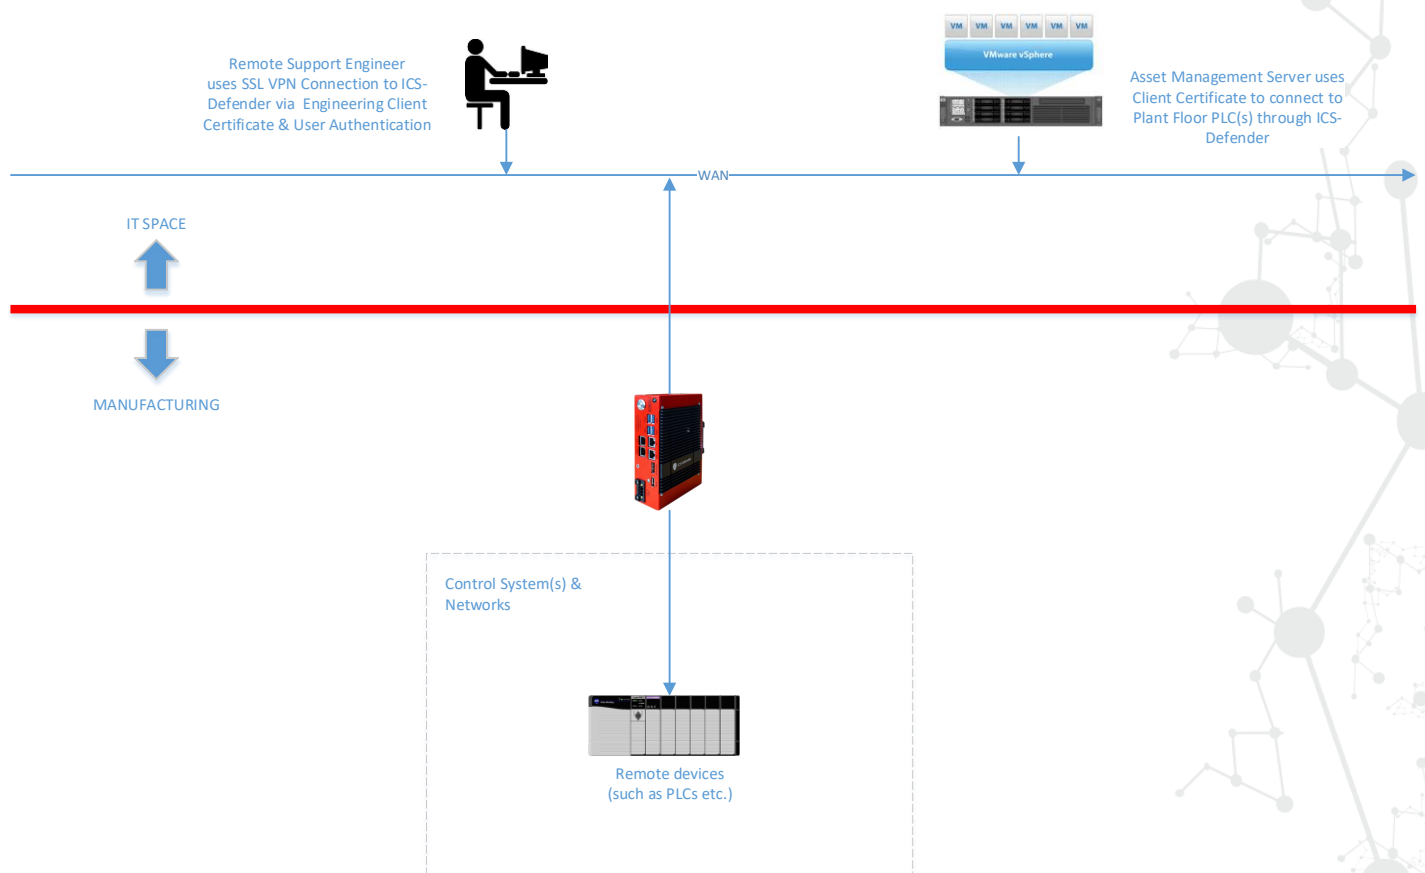 VM VM VM VM VM VM
VMware vSphere
Remote Support Engineer
uses SSL VPN Connection to ICS-
Defender via Engineering Client
Certificate & User Authentication
Asset Management Server uses
Client Certificate to connect to
Plant Floor PLC(s) through ICS-
Defender
WAN
IT SPACE
MANUFACTURING
Control System(s) &
Networks
Remote devices
(such as PLCs etc.)